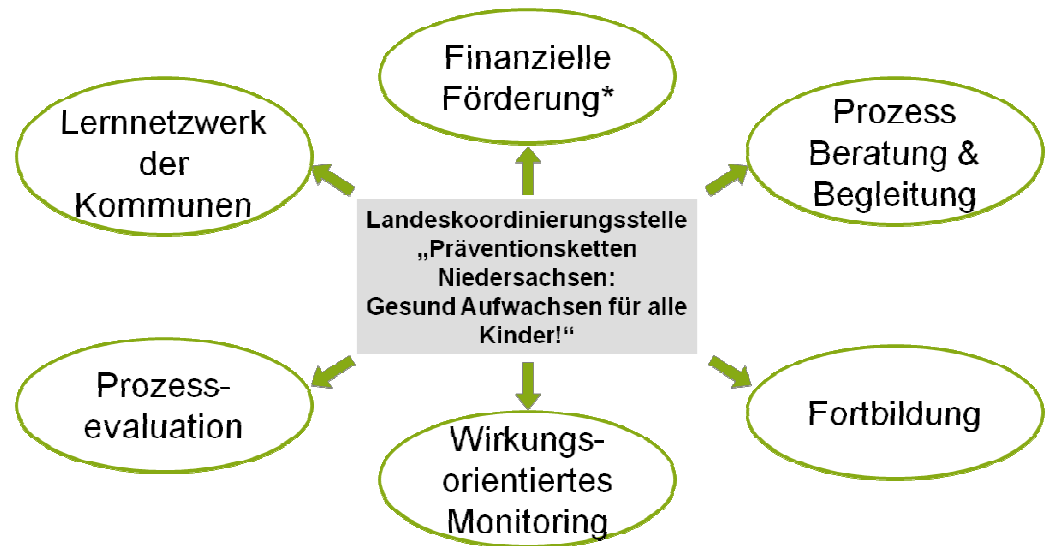 Finanzielle
Förderung*
Lernnetzwerk
der
Kommunen
Prozess
Beratung &
Begleitung
Landeskoordinierungsstelle
„Präventionsketten
Niedersachsen:
Gesund Aufwachsen für alle
Kinder!“
Prozess-
evaluation
Wirkungs-
orientiertes
Monitoring
Fortbildung